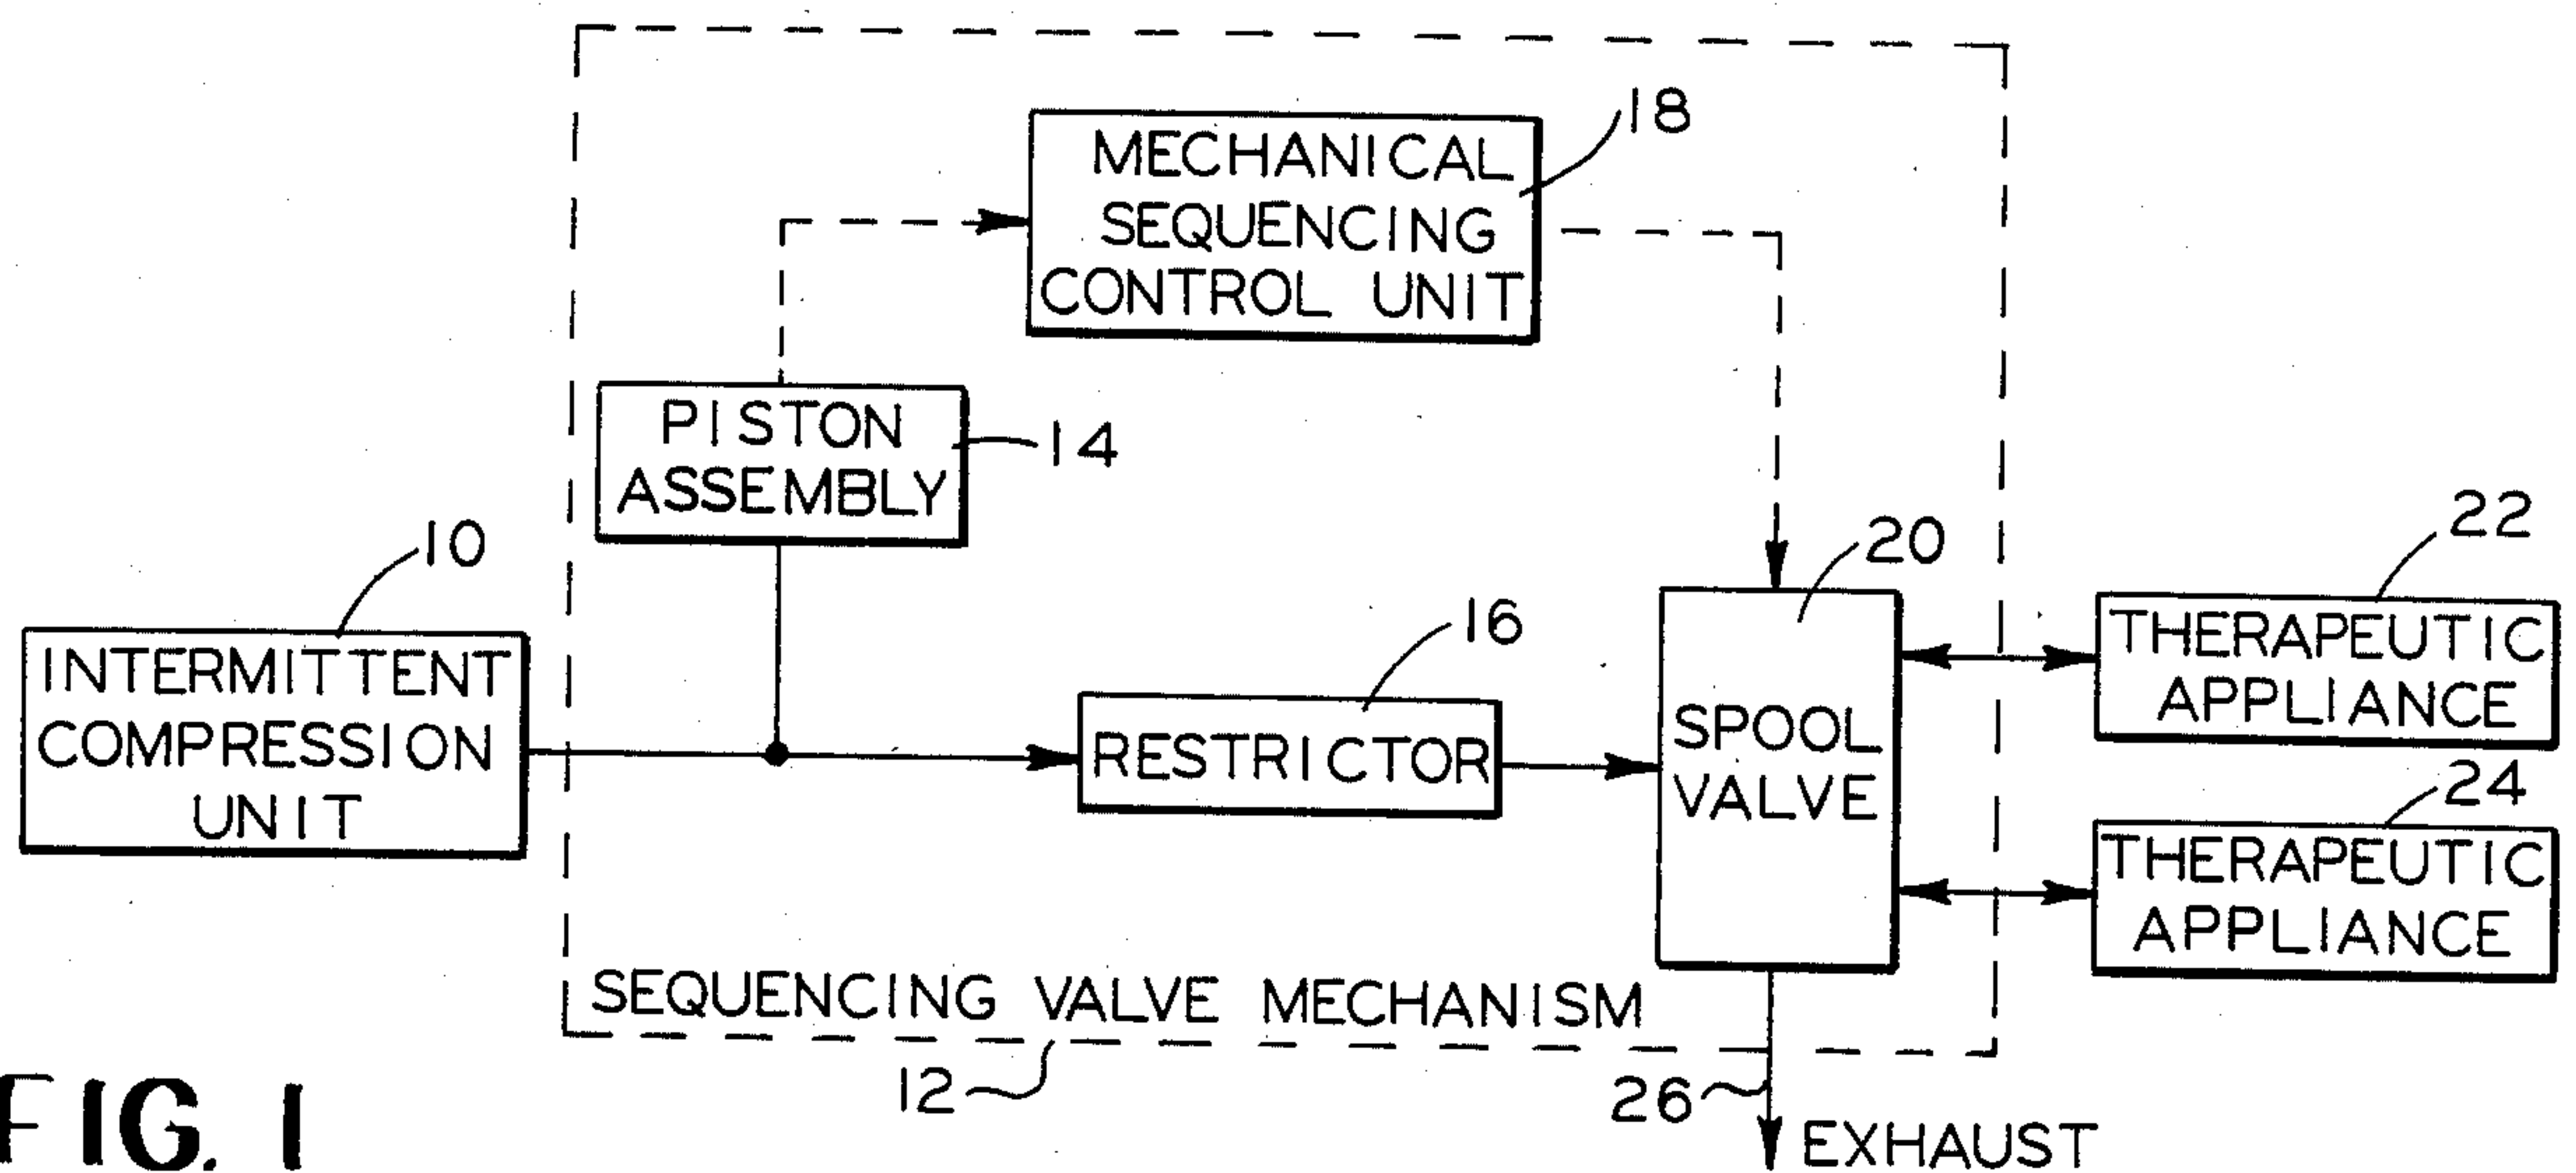 18
MECHANICAL
SEQUENCING
CONTROL UNIT
PISTON
ASSEMBLY
14
10
INTERMITTENT
COMPRESSION
UNIT
16
RESTRICTOR
20
SPOOL
VALVE
22
THERAPEUTIC
APPLIANCE
24
THERAPEUTIC
APPLIANCE
SEQUENCING VALVE MECHANISM
12
26
EXHAUST
FIG. 1